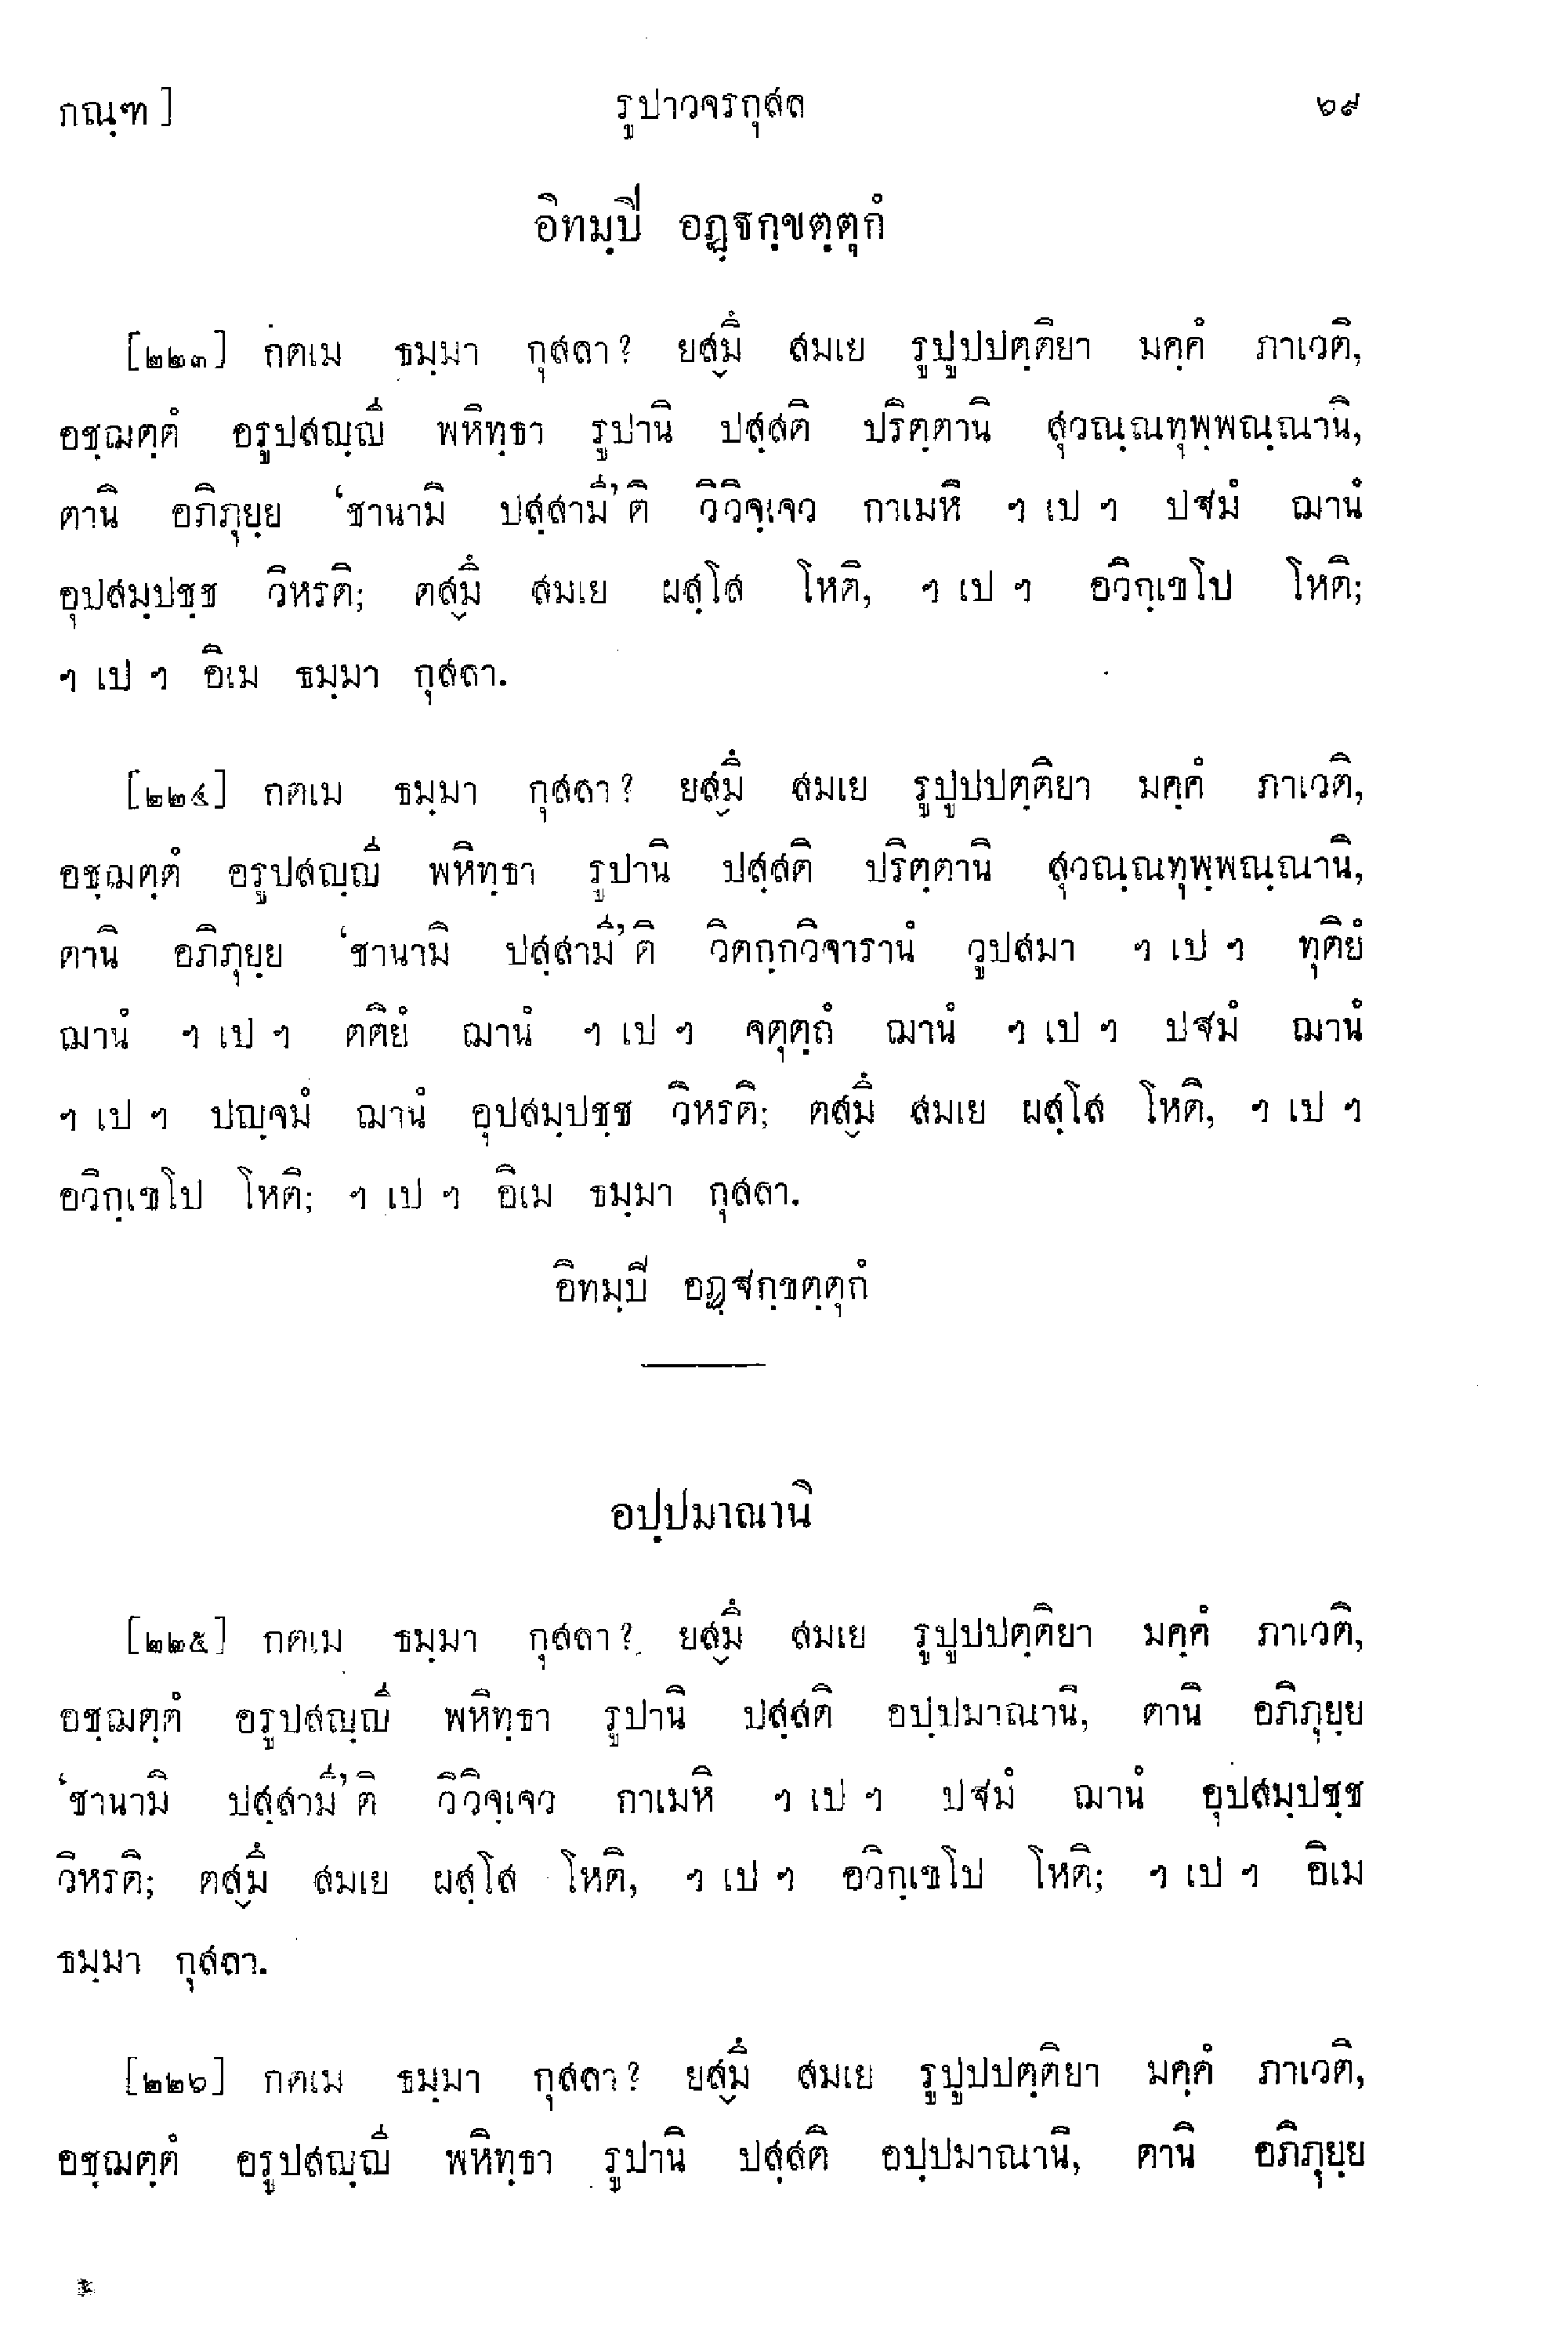 กณฺฑ ] รูปาวจรกุสล ๖๙
อิทมฺปิ อฏฺฐกฺขตฺตุกํ
[๒๒๓] กตเม ธมฺมา กุสลา? ยสฺมึ สมเย รูปูปปตฺติยา มคฺคํ ภาเวติ,
อชฺฌตฺตํ อรูปสญฺญี พหิทฺธา รูปานิ ปสฺสติ ปริตฺตานิ สุวณฺณทุพฺพณฺณานิ,
ตานิ อภิภุยฺย ‘ชานามิ ปสฺสามี’ติ วิวิจฺเจว กาเมหิ ฯ เป ฯ ปฐมํ ฌานํ
อุปสมฺปชฺช วิหรติ; ตสฺมึ สมเย ผสฺโส โหติ, ฯ เป ฯ อวิกฺเขโป โหติ;
ฯ เป ฯ อิเม ธมฺมา กุสลา.
[๒๒๔] กตเม ธมฺมา กุสลา? ยสฺมึ สมเย รูปูปปตฺติยา มคฺคํ ภาเวติ,
อชฺฌตฺตํ อรูปสญฺญี พหิทฺธา รูปานิ ปสฺสติ ปริตฺตานิ สุวณฺณทุพฺพณฺณานิ,
ตานิ อภิภุยฺย ‘ชานามิ ปสฺสามี’ติ วิตกฺกวิจารานํ วูปสมา ฯ เป ฯ ทุติยํ
ฌานํ ฯ เป ฯ ตติยํ ฌานํ ฯ เป ฯ จตุตฺถํ ฌานํ ฯ เป ฯ ปฐมํ ฌานํ
ฯ เป ฯ ปญฺจมํ ฌานํ อุปสมฺปชฺช วิหรติ; ตสฺมึ สมเย ผสฺโส โหติ, ฯ เป ฯ
อวิกฺเขโป โหติ; ฯ เป ฯ อิเม ธมฺมา กุสลา.
อิทมฺปิ อฏฺฐกฺขตฺตุกํ
อปฺปมาณานิ
[๒๒๕] กตเม ธมฺมา กุสลา? ยสฺมึ สมเย รูปูปปตฺติยา มคฺคํ ภาเวติ,
อชฺฌตฺตํ อรูปสญฺญี พหิทฺธา รูปานิ ปสฺสติ อปฺปมาณานิ, ตานิ อภิภุยฺย
‘ชานามิ ปสฺสามี’ติ วิวิจฺเจว กาเมหิ ฯ เป ฯ ปฐมํ ฌานํ อุปสมฺปชฺช
วิหรติ; ตสฺมึ สมเย ผสฺโส โหติ, ฯ เป ฯ อวิกฺเขโป โหติ; ฯ เป ฯ อิเม
ธมฺมา กุสลา.
[๒๒๖] กตเม ธมฺมา กุสลา? ยสฺมึ สมเย รูปูปปตฺติยา มคฺคํ ภาเวติ,
อชฺฌตฺตํ อรูปสญฺญี พหิทฺธา รูปานิ ปสฺสติ อปฺปมาณานิ, ตานิ อภิภุยฺย